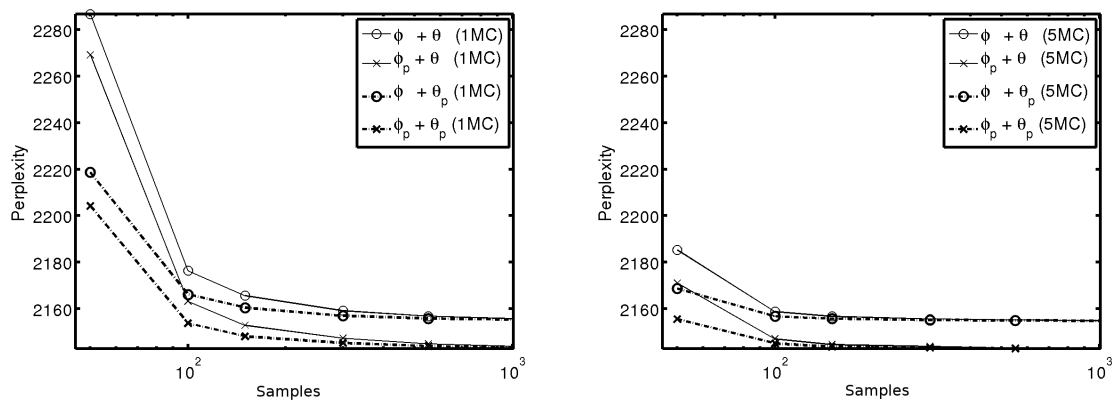 2280
2260
2240
2220
2200
2180
2160
Perplexity
ϕ + θ (1MC)
ϕp + θ (1MC)
ϕ + θp (1MC)
ϕp + θp (1MC)
10²
10³
Samples
2280
2260
2240
2220
2200
2180
2160
Perplexity
ϕ + θ (5MC)
ϕp + θ (5MC)
ϕ + θp (5MC)
ϕp + θp (5MC)
10²
10³
Samples